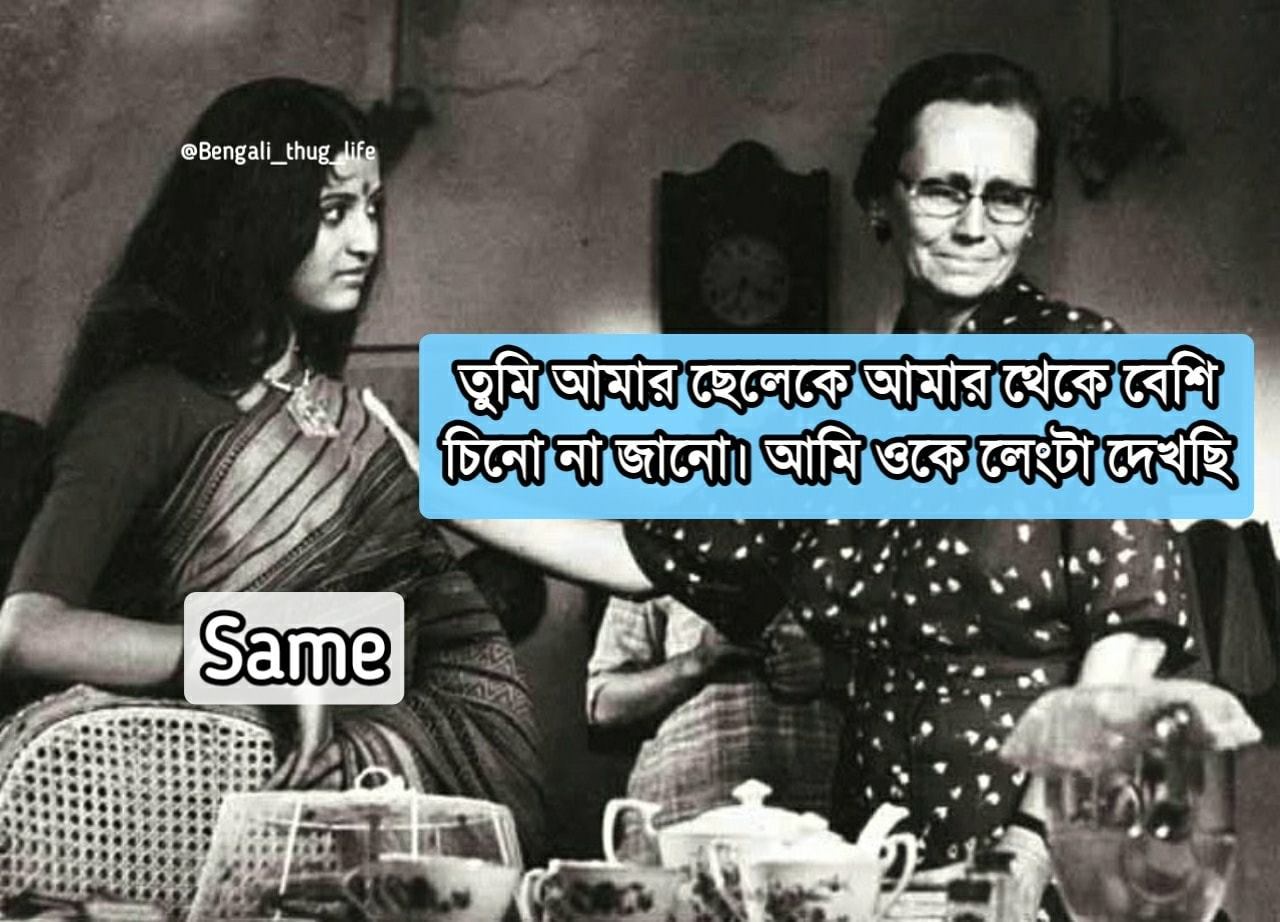 @Bengali_thug_life
তুমি আমার ছেলেকে আমার থেকে বেশি
চিনো না জানো। আমি ওকে লেংটা দেখছি
Same